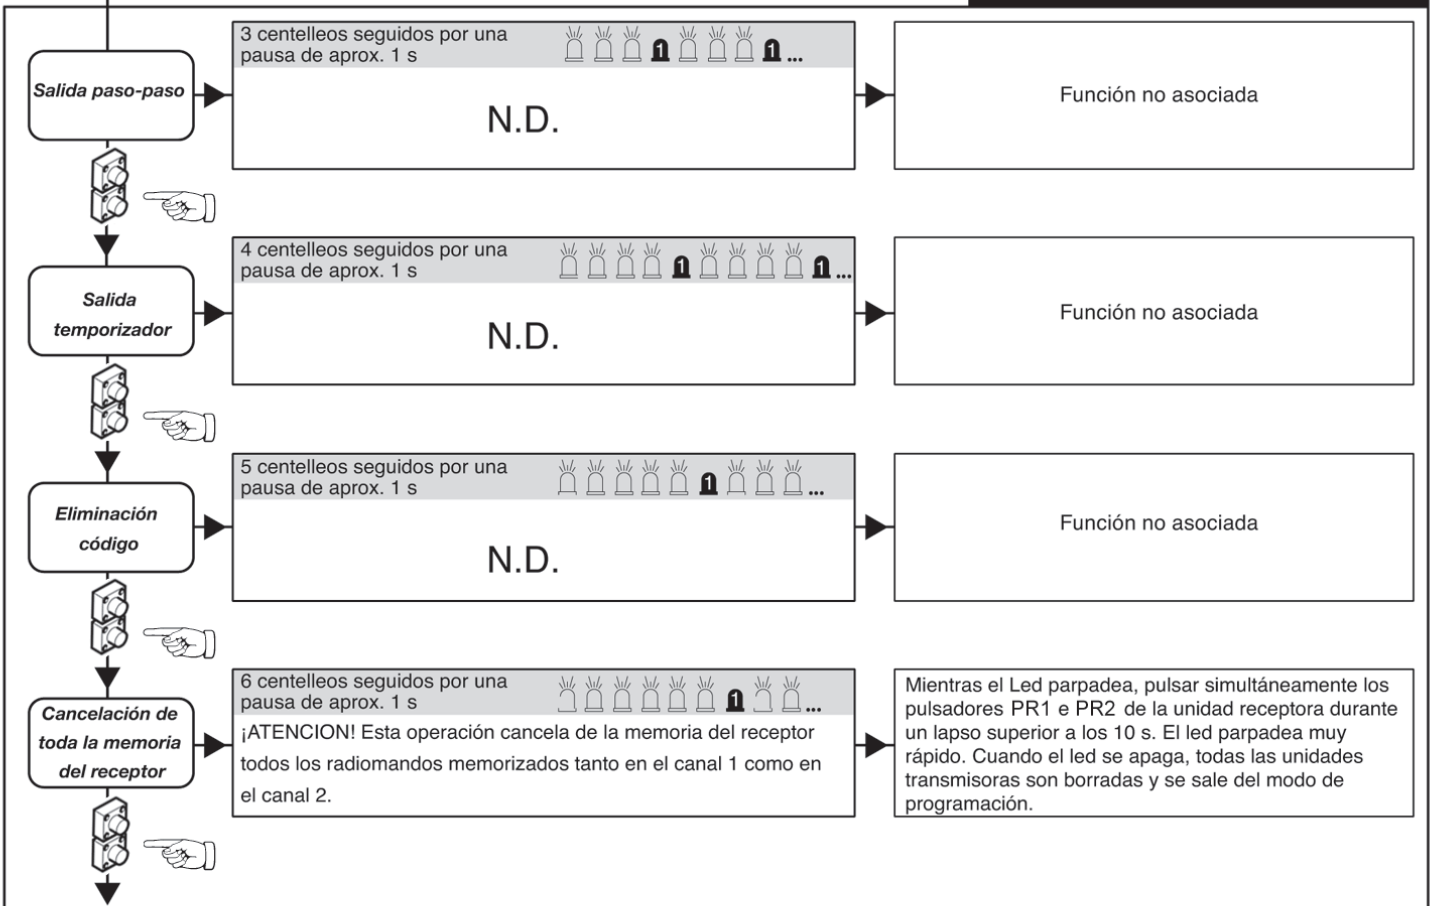 Salida paso-paso
3 centelleos seguidos por una
pausa de aprox. 1 s
1 1 ...
N.D.
Función no asociada
Salida
temporizador
4 centelleos seguidos por una
pausa de aprox. 1 s
1 1 ...
N.D.
Función no asociada
Eliminación
código
5 centelleos seguidos por una
pausa de aprox. 1 s
1 ...
N.D.
Función no asociada
Cancelación de
toda la memoria
del receptor
6 centelleos seguidos por una
pausa de aprox. 1 s
1 ...
¡ATENCION! Esta operación cancela de la memoria del receptor
todos los radiomandos memorizados tanto en el canal 1 como en
el canal 2.
Mientras el Led parpadea, pulsar simultáneamente los
pulsadores PR1 e PR2 de la unidad receptora durante
un lapso superior a los 10 s. El led parpadea muy
rápido. Cuando el led se apaga, todas las unidades
transmisoras son borradas y se sale del modo de
programación.